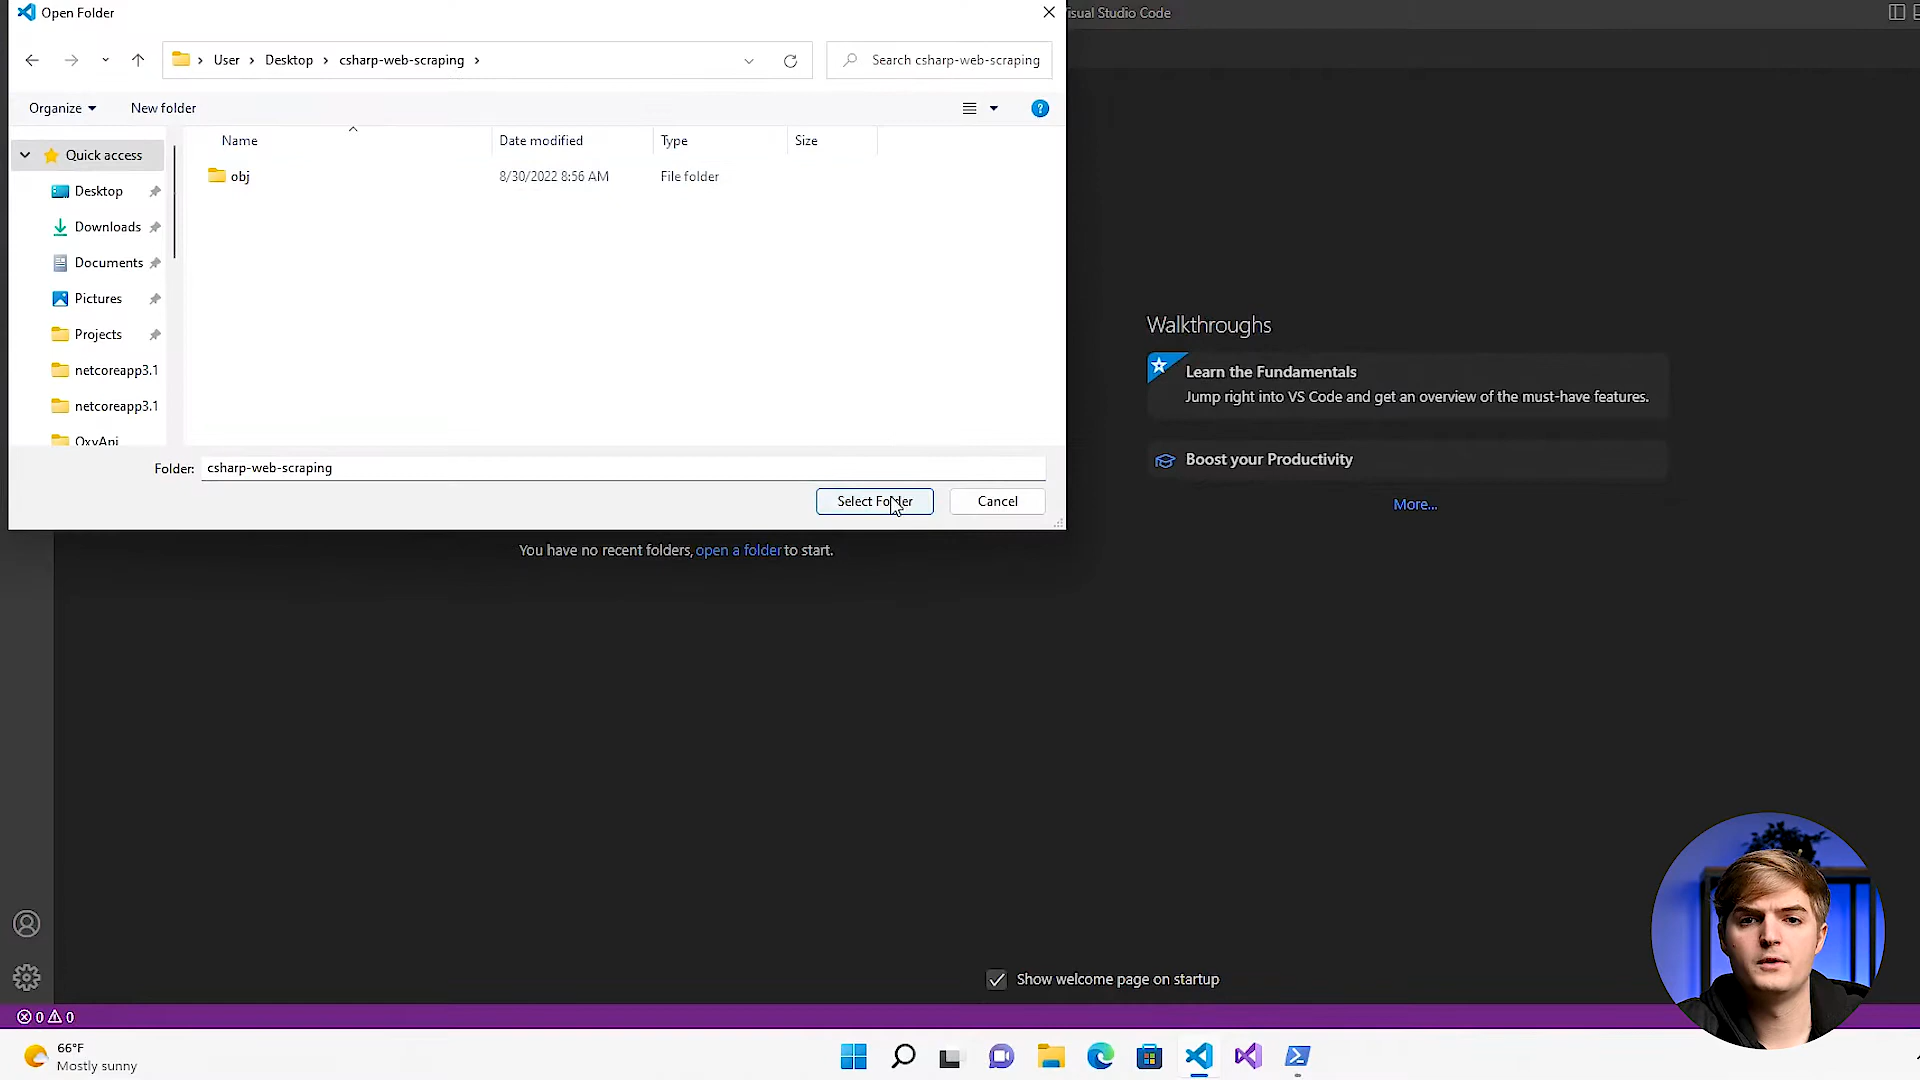 Open Folder
isual Studio Code
User
Desktop
csharp-web-scraping
Search csharp-web-scraping
Organize
New folder
?
Name
Date modified
Type
Size
Quick access
obj
8/30/2022 8:56 AM
File folder
Desktop
Downloads
Documents
Pictures
Projects
netcoreapp3.1
netcoreapp3.1
OxyApi
Folder:
csharp-web-scraping
Select Folder
Cancel
Walkthroughs
Learn the Fundamentals
Jump right into VS Code and get an overview of the must-have features.
Boost your Productivity
More...
You have no recent folders, open a folder to start.
Show welcome page on startup
0
0
66°F
Mostly sunny